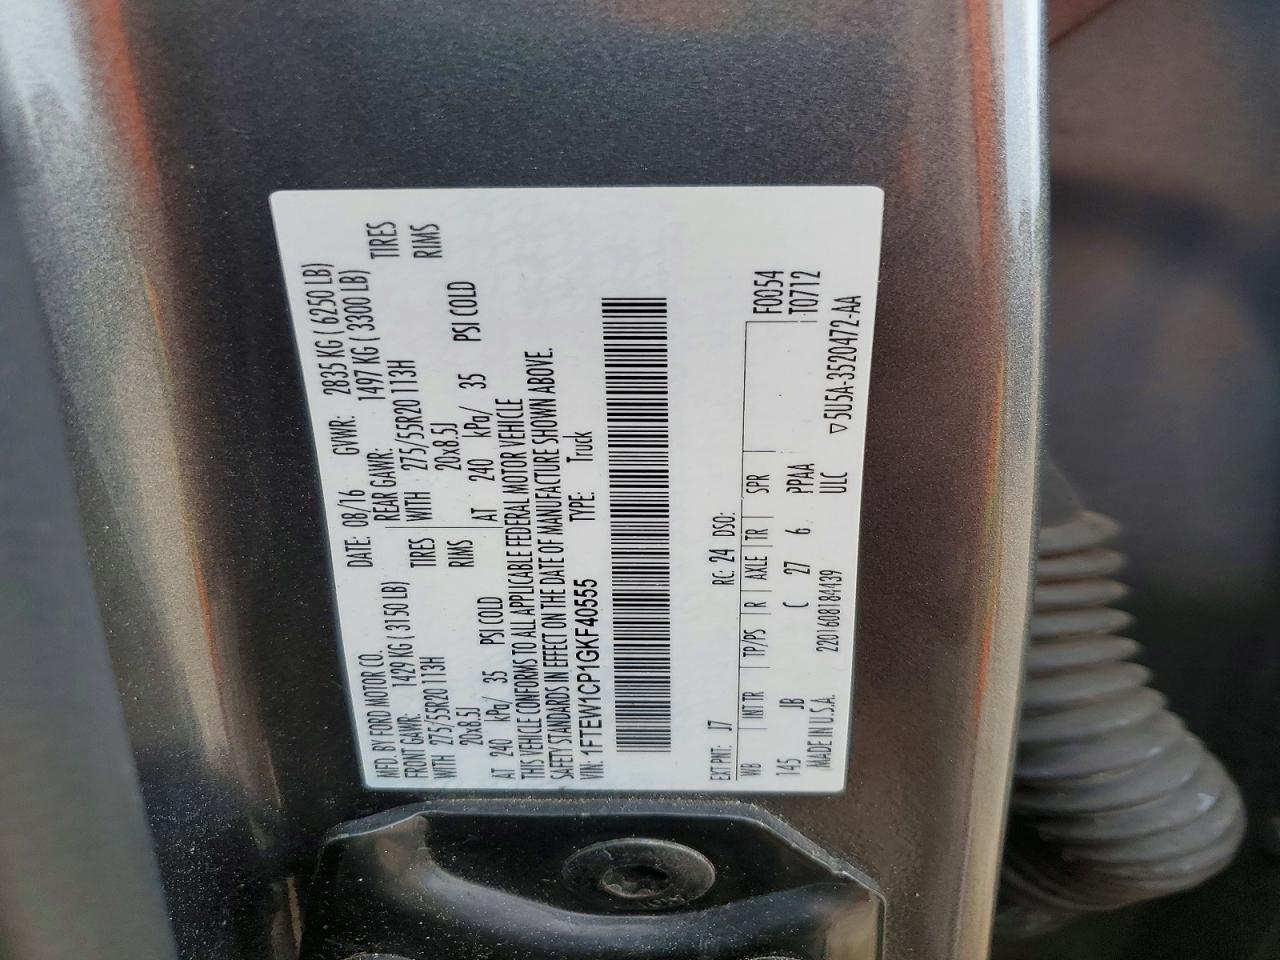 MFD. BY FORD MOTOR CO.
DATE: 08/16 GVWR: 2835 KG ( 6250 LB)
FRONT GAWR: 1429 KG ( 3150 LB) REAR GAWR: 1497 KG ( 3300 LB)
WITH 275/55R20 113H TIRES WITH 275/55R20 113H TIRES
20x8.5J RIMS 20x8.5J RIMS
AT 240 kPa/ 35 PSI COLD AT 240 kPa/ 35 PSI COLD
THIS VEHICLE CONFORMS TO ALL APPLICABLE FEDERAL MOTOR VEHICLE
SAFETY STANDARDS IN EFFECT ON THE DATE OF MANUFACTURE SHOWN ABOVE.
VIN: 1FTEW1CP1GKF40555 TYPE: Truck
EXT PNT: J7 RC: 24 DSO:
WB INT TR TP/PS R AXLE TR SPR F0054
145 JB C 27 6 PPAA T0712
MADE IN U.S.A. 2201608184439 ULC ▽5U5A-3520472-AA